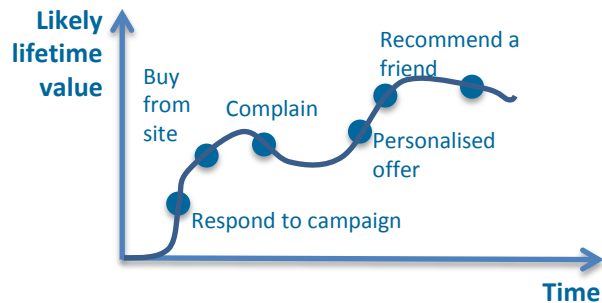 Likely
lifetime
value
Buy
from
site
Complain
Recommend a
friend
Personalised
offer
Respond to campaign
Time